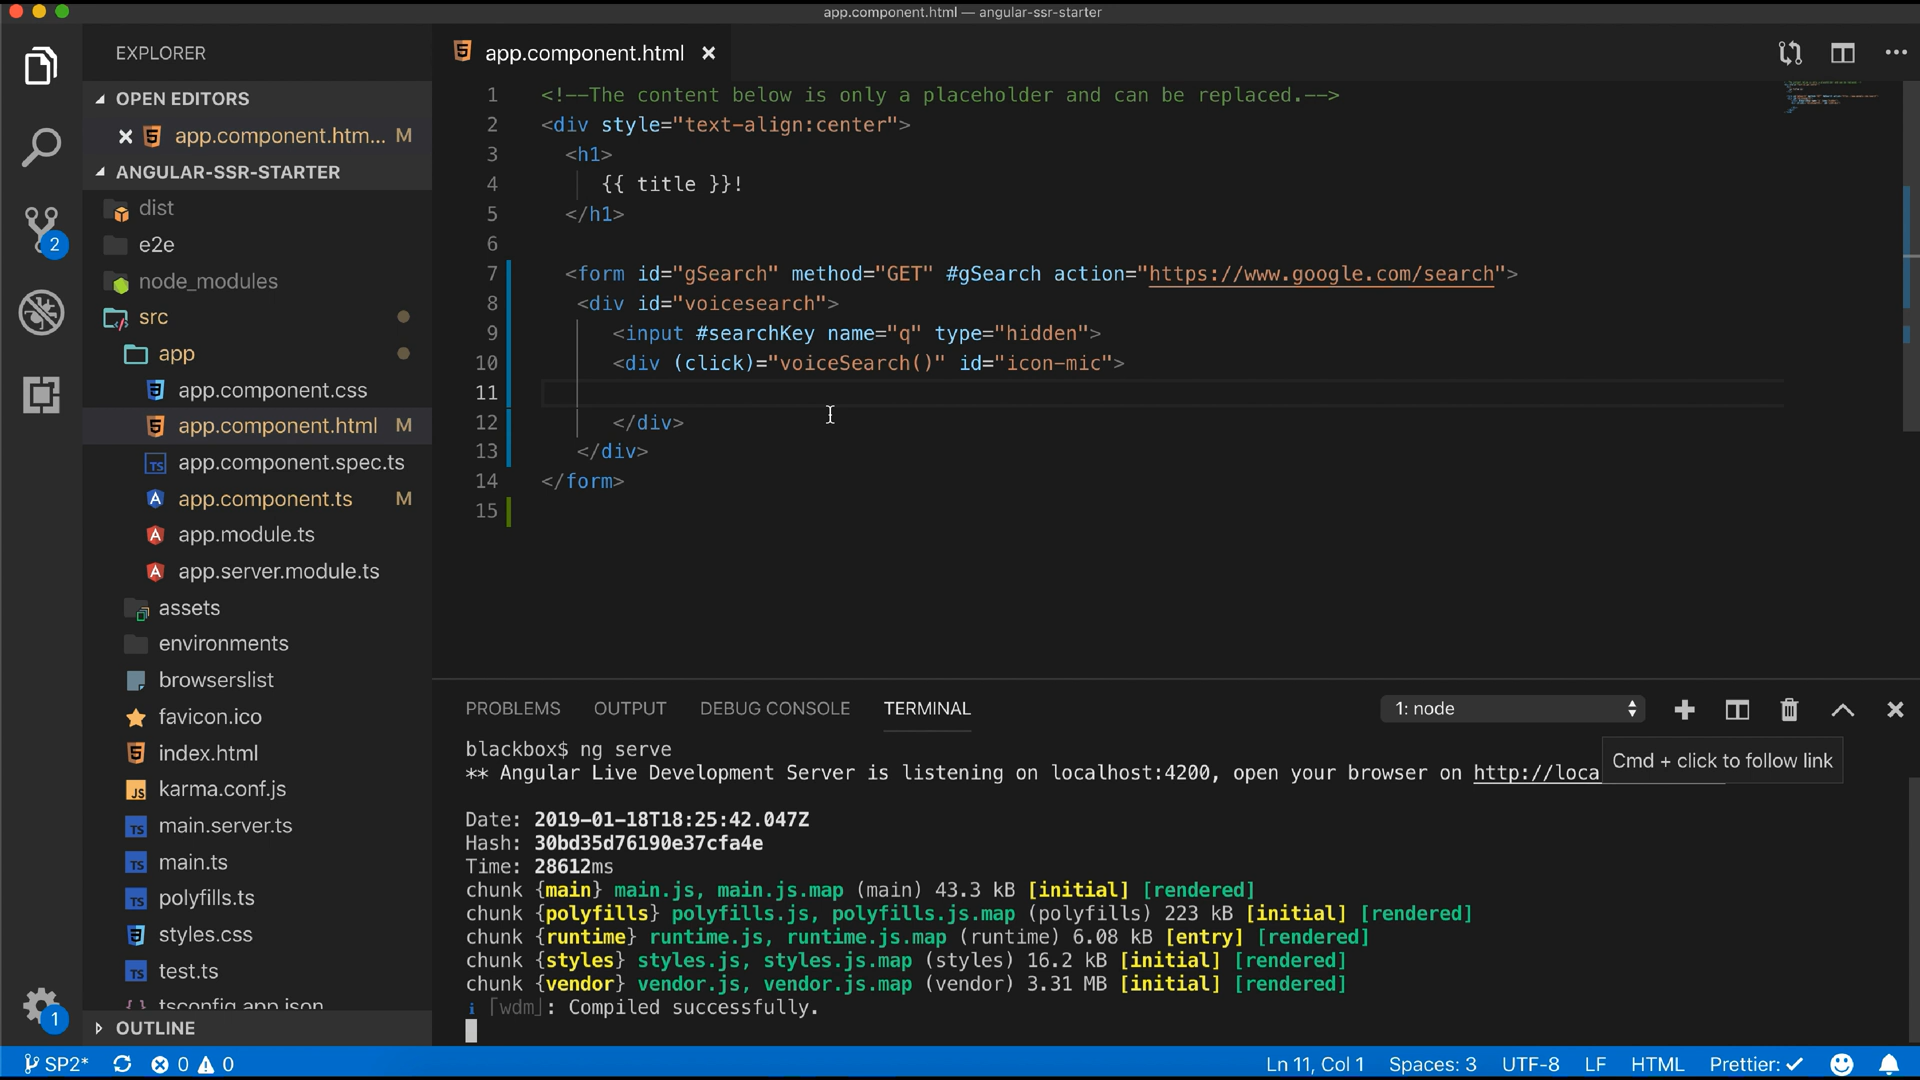 app.component.html — angular-ssr-starter
EXPLORER
OPEN EDITORS
app.component.htm... M
ANGULAR-SSR-STARTER
dist
e2e
node_modules
src
app
app.component.css
app.component.html M
app.component.spec.ts
app.component.ts M
app.module.ts
app.server.module.ts
assets
environments
browserslist
favicon.ico
index.html
karma.conf.js
main.server.ts
main.ts
polyfills.ts
styles.css
test.ts
tsconfig.app.json
OUTLINE
2
1
app.component.html
1 <!--The content below is only a placeholder and can be replaced.-->
2 <div style="text-align:center">
3 <h1>
4 {{ title }}!
5 </h1>
6
7 <form id="gSearch" method="GET" #gSearch action="https://www.google.com/search">
8 <div id="voicesearch">
9 <input #searchKey name="q" type="hidden">
10 <div (click)="voiceSearch()" id="icon-mic">
11
12 </div>
13 </div>
14 </form>
15
PROBLEMS OUTPUT DEBUG CONSOLE TERMINAL 1: node
blackbox$ ng serve
** Angular Live Development Server is listening on localhost:4200, open your browser on http://loca
Cmd + click to follow link
Date: 2019-01-18T18:25:42.047Z
Hash: 30bd35d76190e37cfa4e
Time: 28612ms
chunk {main} main.js, main.js.map (main) 43.3 kB [initial] [rendered]
chunk {polyfills} polyfills.js, polyfills.js.map (polyfills) 223 kB [initial] [rendered]
chunk {runtime} runtime.js, runtime.js.map (runtime) 6.08 kB [entry] [rendered]
chunk {styles} styles.js, styles.js.map (styles) 16.2 kB [initial] [rendered]
chunk {vendor} vendor.js, vendor.js.map (vendor) 3.31 MB [initial] [rendered]
i ｢wdm｣: Compiled successfully.
SP2* 0 0 Ln 11, Col 1 Spaces: 3 UTF-8 LF HTML Prettier: ✓